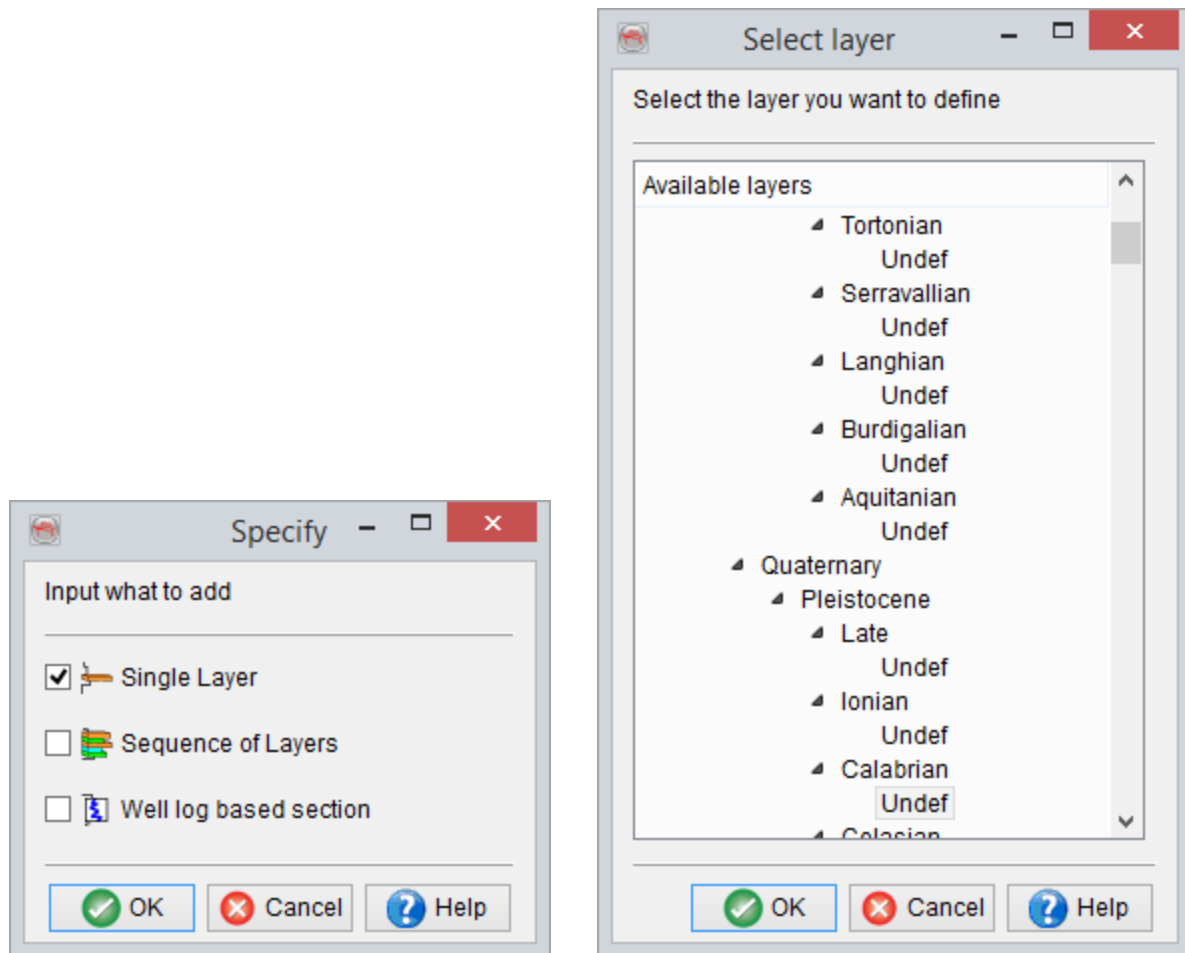 Specify
Input what to add
Single Layer
Sequence of Layers
Well log based section
OK Cancel Help
Select layer
Select the layer you want to define
Available layers
Tortonian
Undef
Serravallian
Undef
Langhian
Undef
Burdigalian
Undef
Aquitanian
Undef
Quaternary
Pleistocene
Late
Undef
Ionian
Undef
Calabrian
Undef
OK Cancel Help